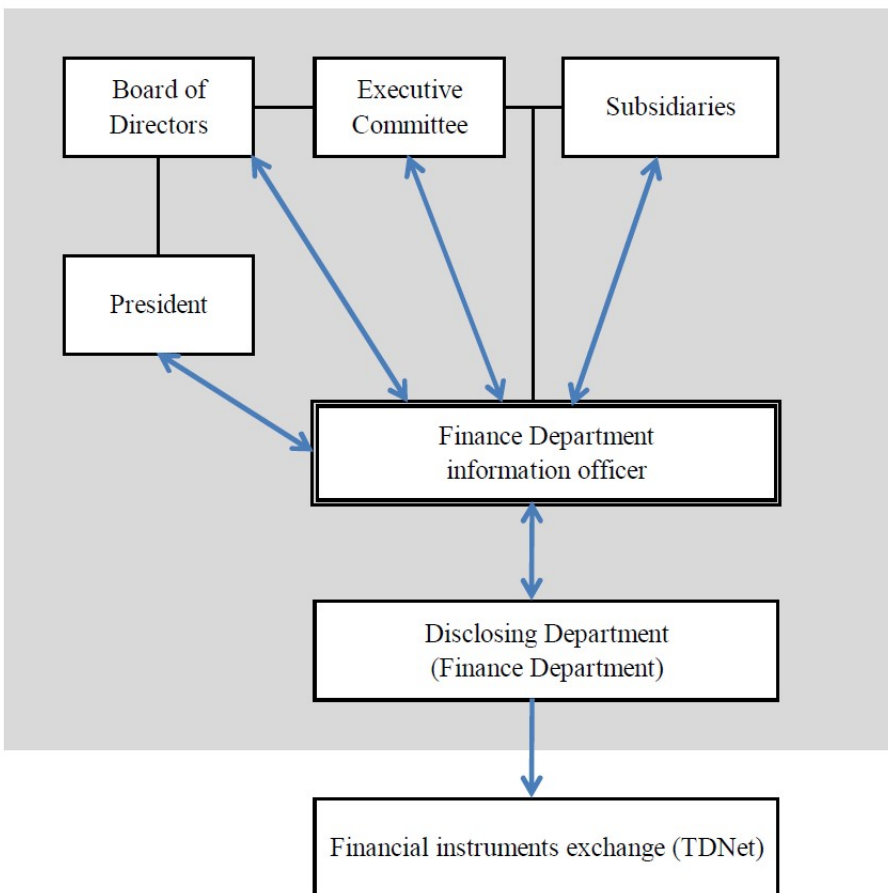 Board of
Directors
Executive
Committee
Subsidiaries
President
Finance Department
information officer
Disclosing Department
(Finance Department)
Financial instruments exchange (TDNet)